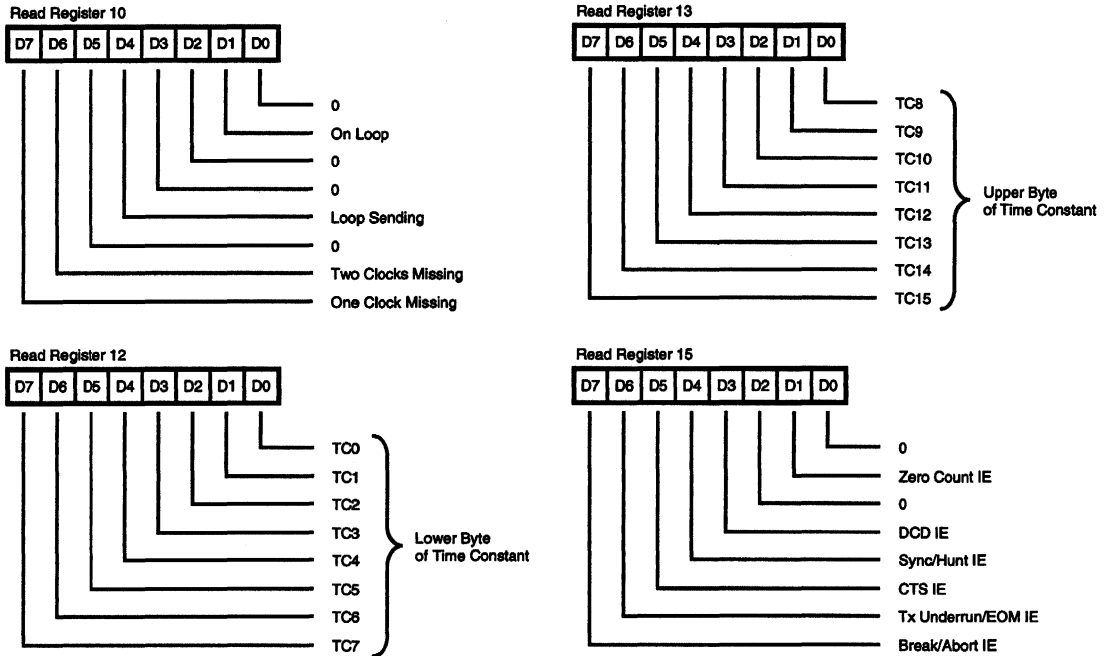 Read Register 10
D7 D6 D5 D4 D3 D2 D1 D0
0
On Loop
0
0
Loop Sending
0
Two Clocks Missing
One Clock Missing
Read Register 13
D7 D6 D5 D4 D3 D2 D1 D0
TC8
TC9
TC10
TC11
TC12
TC13
TC14
TC15
Upper Byte
of Time Constant
Read Register 12
D7 D6 D5 D4 D3 D2 D1 D0
TC0
TC1
TC2
TC3
TC4
TC5
TC6
TC7
Lower Byte
of Time Constant
Read Register 15
D7 D6 D5 D4 D3 D2 D1 D0
0
Zero Count IE
0
DCD IE
Sync/Hunt IE
CTS IE
Tx Underrun/EOM IE
Break/Abort IE